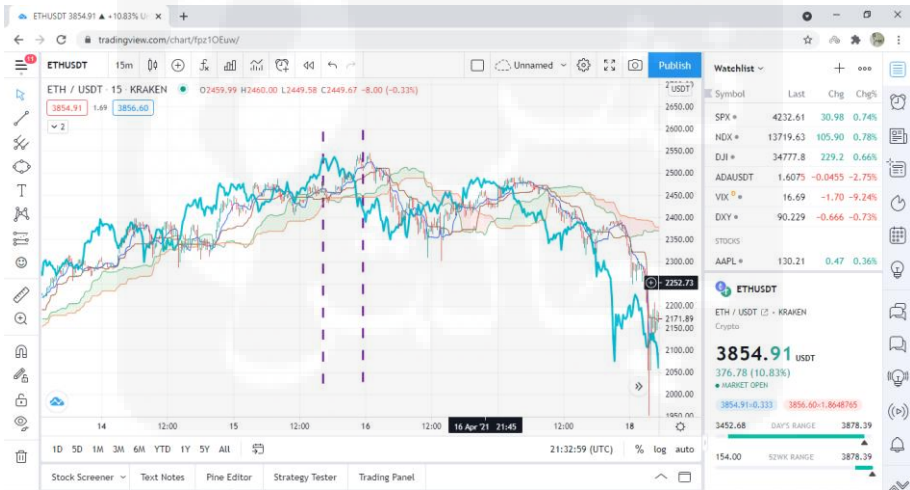 ETHUSDT 3854.91 ▲ +10.83% U
tradingview.com/chart/fpz1OEuw/
11
ETHUSDT 15m Unnamed Publish
ETH / USDT · 15 · KRAKEN O2459.99 H2460.00 L2449.58 C2449.67 -8.00 (-0.33%)
3854.91 1.69 3856.60
2
USDT
2650.00
2600.00
2550.00
2500.00
2450.00
2400.00
2350.00
2300.00
2252.73
2200.00
2171.89
2150.00
2100.00
2050.00
2000.00
1950.00
14 12:00 15 12:00 16 12:00 16 Apr '21 21:45 12:00 18
1D 5D 1M 3M 6M YTD 1Y 5Y All 21:32:59 (UTC) % log auto
Stock Screener Text Notes Pine Editor Strategy Tester Trading Panel
Watchlist
Symbol Last Chg Chg%
SPX 4232.61 30.98 0.74%
NDX 13719.63 105.90 0.78%
DJI 34777.8 229.2 0.66%
ADAUSDT 1.6075 -0.0455 -2.75%
VIX D 16.69 -1.70 -9.24%
DXY 90.229 -0.666 -0.73%
STOCKS
AAPL 130.21 0.47 0.36%
ETHUSDT
ETH / USDT · KRAKEN
Crypto
3854.91 USDT
376.78 (10.83%)
MARKET OPEN
3854.91×0.333 3856.60×1.8648765
3452.68 DAY'S RANGE 3878.39
154.00 52WK RANGE 3878.39